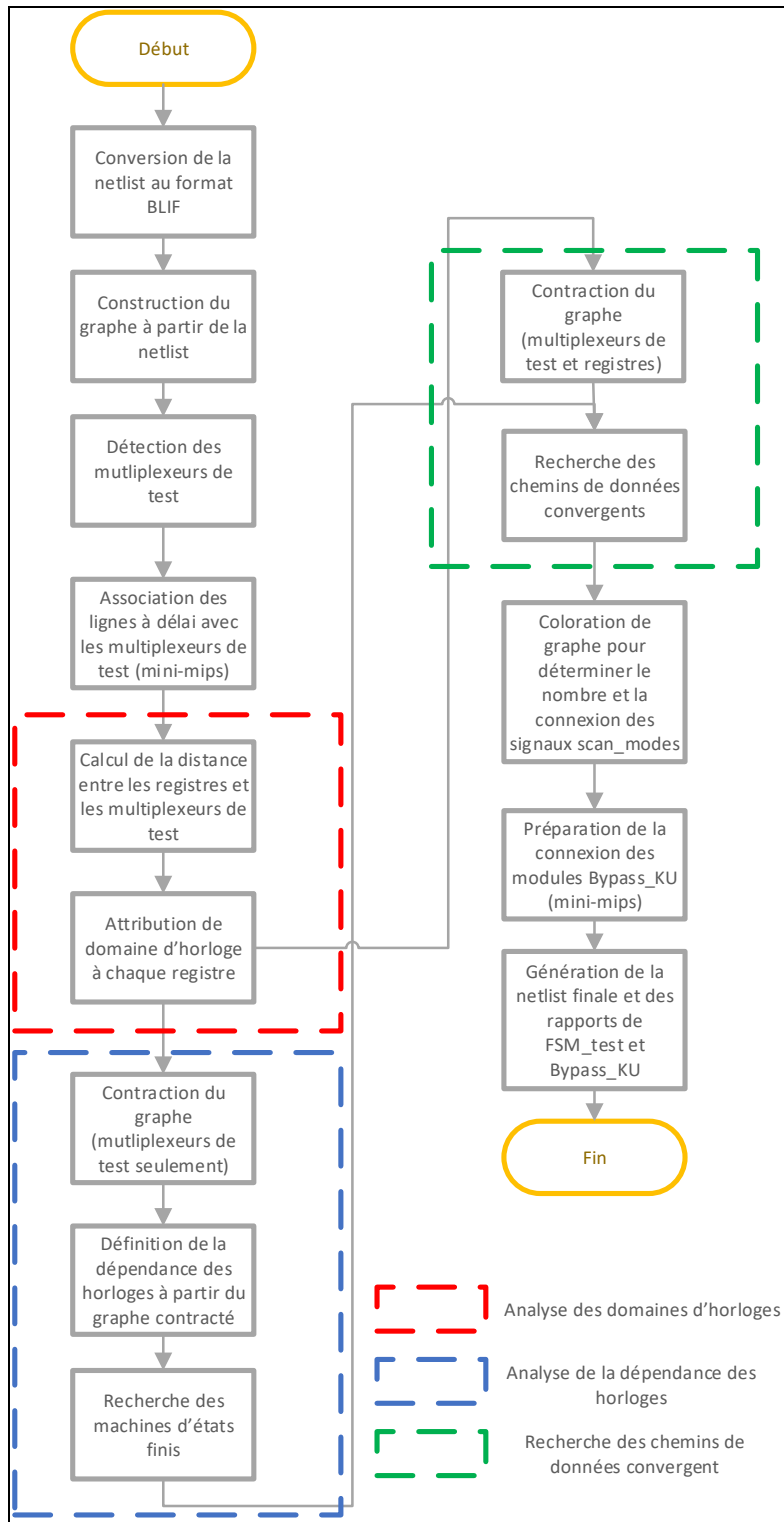 Début
Conversion de la
netlist au format
BLIF
Construction du
graphe à partir de la
netlist
Détection des
mutliplexeurs de
test
Association des
lignes à délai avec
les multiplexeurs de
test (mini-mips)
Calcul de la distance
entre les registres et
les multiplexeurs de
test
Attribution de
domaine d'horloge
à chaque registre
Contraction du
graphe
(mutliplexeurs de
test seulement)
Définition de la
dépendance des
horloges à partir du
graphe contracté
Recherche des
machines d'états
finis
Contraction du
graphe
(multiplexeurs de
test et registres)
Recherche des
chemins de données
convergents
Coloration de
graphe pour
déterminer le
nombre et la
connexion des
signaux scan_modes
Préparation de la
connexion des
modules Bypass_KU
(mini-mips)
Génération de la
netlist finale et des
rapports de
FSM_test et
Bypass_KU
Fin
Analyse des domaines d'horloges
Analyse de la dépendance des
horloges
Recherche des chemins de
données convergent